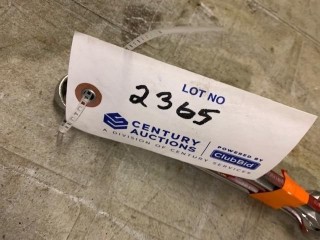 LOT NO
2365
CENTURY
AUCTIONS
A DIVISION OF CENTURY SERVICES
POWERED BY
ClubBid